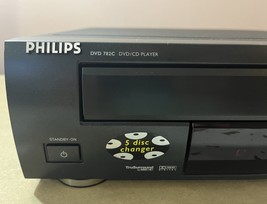 PHILIPS
DVD 782C DVD/CD PLAYER
STANDBY-ON
5 disc
changer